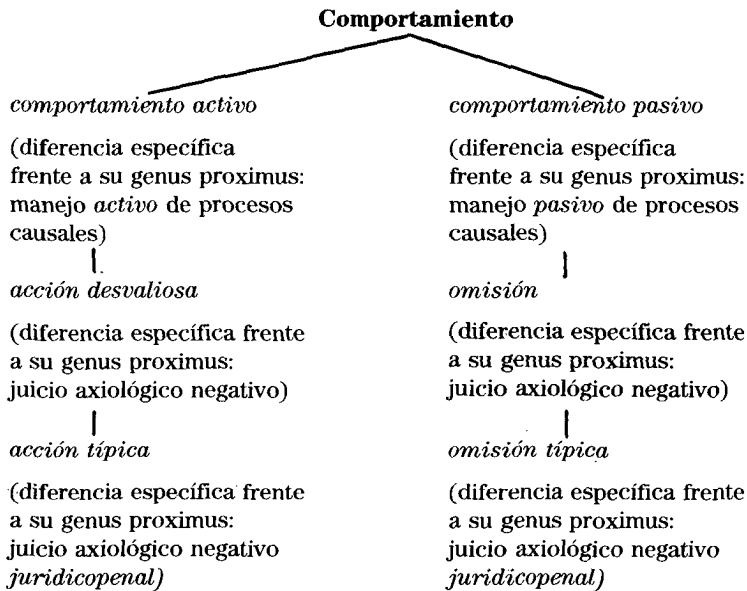 Comportamiento
comportamiento activo
(diferencia específica
frente a su genus proximus:
manejo activo de procesos
causales)
acción desvaliosa
(diferencia específica frente
a su genus proximus:
juicio axiológico negativo)
acción típica
(diferencia específica frente
a su genus proximus:
juicio axiológico negativo
juridicopenal)
comportamiento pasivo
(diferencia específica
frente a su genus proximus:
manejo pasivo de procesos
causales)
omisión
(diferencia específica frente
a su genus proximus:
juicio axiológico negativo)
omisión típica
(diferencia específica frente
a su genus proximus:
juicio axiológico negativo
juridicopenal)